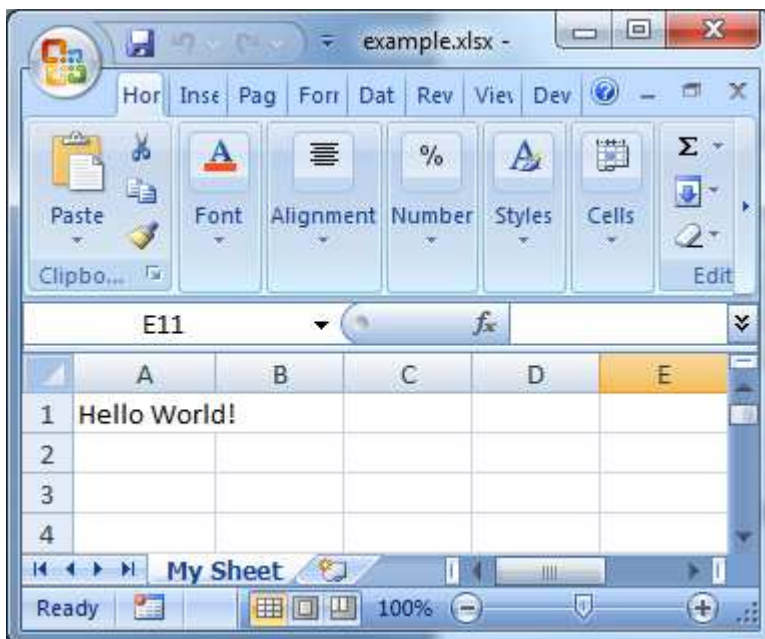 example.xlsx -
Hor Inse Pag Forr Dat Rev Viev Dev
%
Σ
Paste Font Alignment Number Styles Cells
Clipbo... Edit
E11 fx
A B C D E
1 Hello World!
2
3
4
My Sheet
Ready 100%